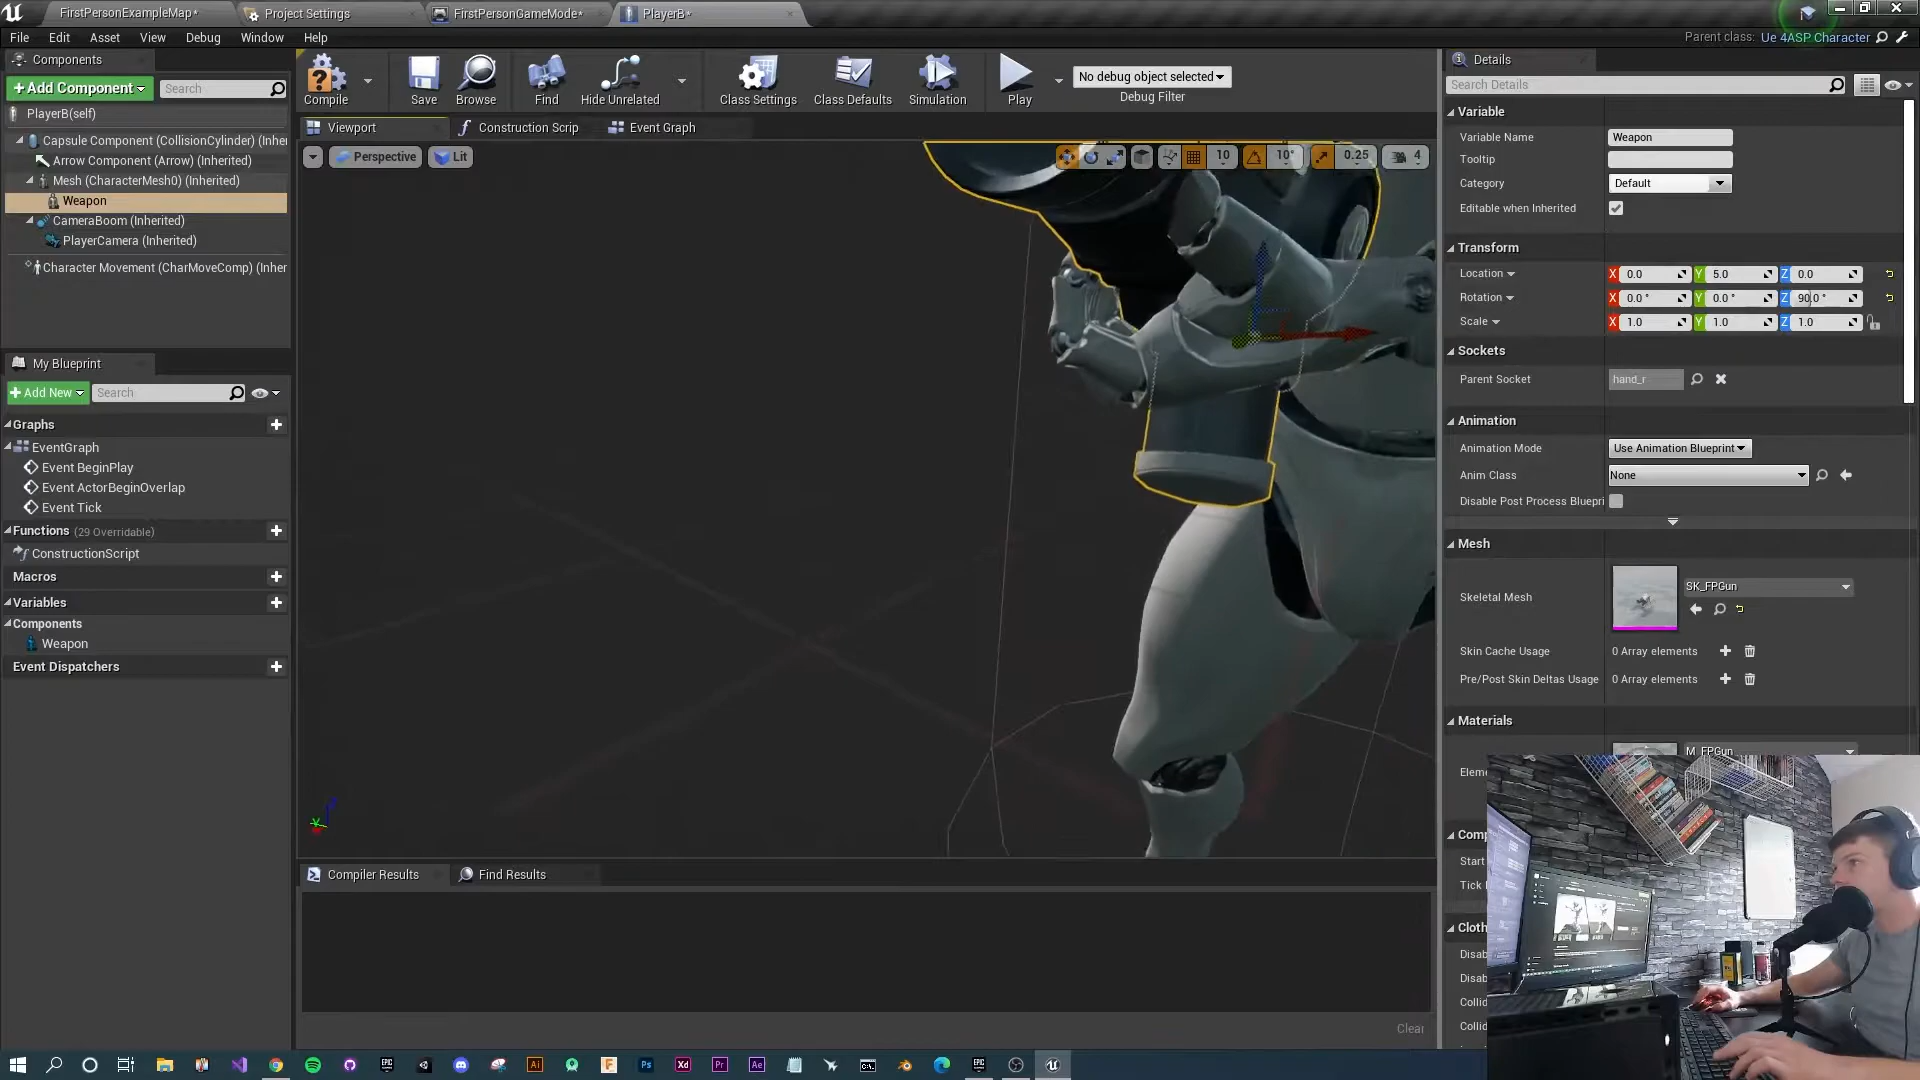 FirstPersonExampleMap*
Project Settings
FirstPersonGameMode*
PlayerB*
File Edit Asset View Debug Window Help
Parent class: Ue 4ASP Character
Components
+Add Component
Search
PlayerB(self)
Capsule Component (CollisionCylinder) (Inher
Arrow Component (Arrow) (Inherited)
Mesh (CharacterMesh0) (Inherited)
Weapon
CameraBoom (Inherited)
PlayerCamera (Inherited)
Character Movement (CharMoveComp) (Inher
My Blueprint
+Add New
Search
Graphs
EventGraph
Event BeginPlay
Event ActorBeginOverlap
Event Tick
Functions (29 Overridable)
ConstructionScript
Macros
Variables
Components
Weapon
Event Dispatchers
Compile
Save
Browse
Find
Hide Unrelated
Class Settings
Class Defaults
Simulation
Play
No debug object selected
Debug Filter
Viewport
Construction Scrip
Event Graph
Perspective
Lit
10
10°
0.25
4
Compiler Results
Find Results
Clear
Details
Search Details
Variable
Variable Name Weapon
Tooltip
Category Default
Editable when Inherited
Transform
Location X 0.0 Y 5.0 Z 0.0
Rotation X 0.0° Y 0.0° Z 90.0°
Scale X 1.0 Y 1.0 Z 1.0
Sockets
Parent Socket hand_r
Animation
Animation Mode Use Animation Blueprint
Anim Class None
Disable Post Process Bluepri
Mesh
Skeletal Mesh SK_FPGun
Skin Cache Usage 0 Array elements
Pre/Post Skin Deltas Usage 0 Array elements
Materials
M_FPGun
Eleme
Comp
Start
Tick I
Cloth
Disab
Disab
Collid
Collid